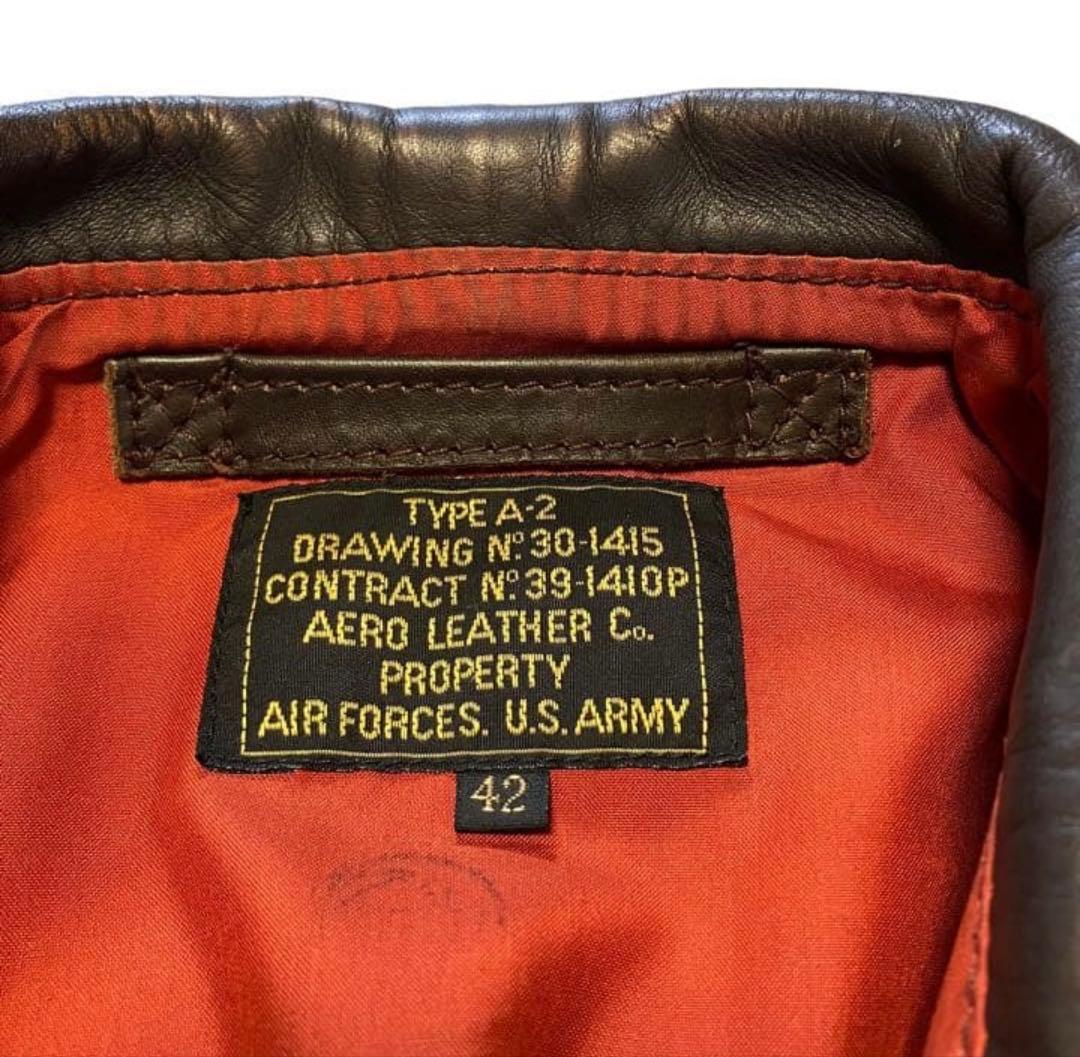 TYPE A-2
DRAWING Nº. 30-1415
CONTRACT Nº. 39-1410P
AERO LEATHER Co.
PROPERTY
AIR FORCES. U.S. ARMY
42